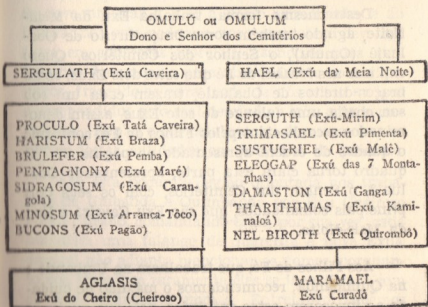 OMULÚ ou OMULUM
Dono e Senhor dos Cemitérios
SERGULATH (Exú Caveira)
HAEL (Exú da Meia Noite)
PROCULO (Exú Tatá Caveira)
HARISTUM (Exú Braza)
BRULEFER (Exú Pemba)
PENTAGNONY (Exú Maré)
SIDRAGOSUM (Exú Caran-
gola)
MINOSUM (Exú Arranca-Tôco)
BUCONS (Exú Pagão)
SERGUTH (Exú-Mirim)
TRIMASAEL (Exú Pimenta)
SUSTUGRIEL (Exú Malé)
ELEOGAP (Exú das 7 Monta-
nhas)
DAMASTON (Exú Ganga)
THARITHIMAS (Exú Kami-
naloá)
NEL BIROTH (Exú Quirombô)
AGLASIS
Exú do Cheiro (Cheiroso)
MARAMAEL
Exú Curadô